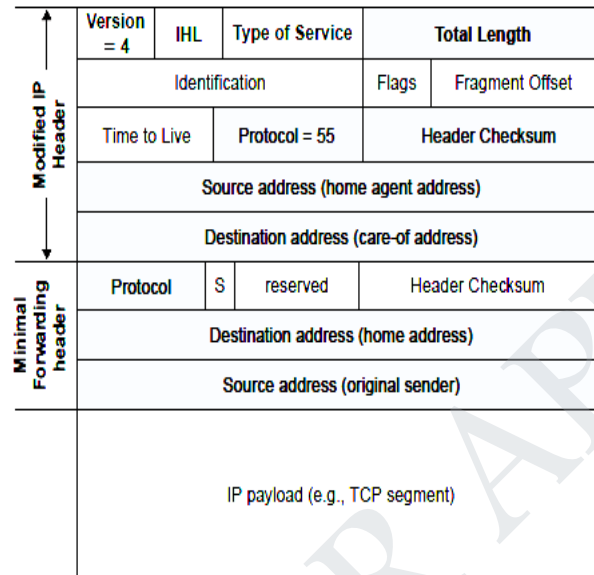 Version = 4 IHL Type of Service Total Length
Identification Flags Fragment Offset
Time to Live Protocol = 55 Header Checksum
Source address (home agent address)
Destination address (care-of address)
Modified IP Header
Protocol S reserved Header Checksum
Destination address (home address)
Source address (original sender)
Minimal Forwarding header
IP payload (e.g., TCP segment)
R AP